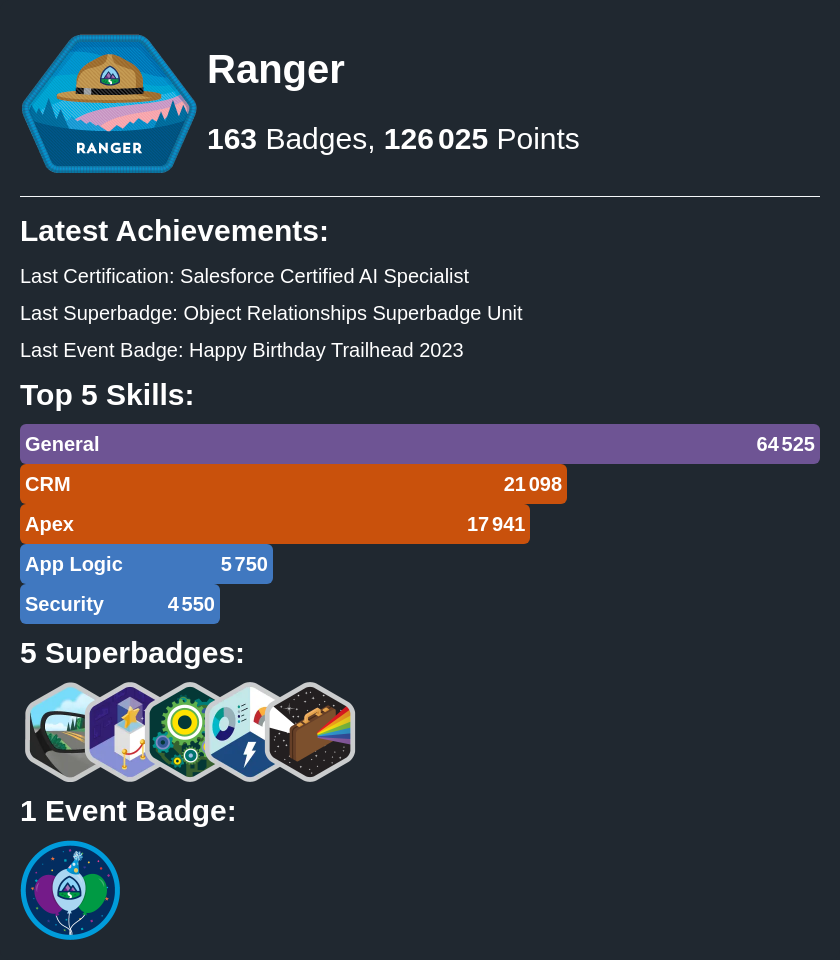 RANGER
Ranger
163 Badges, 126 025 Points
Latest Achievements:
Last Certification: Salesforce Certified AI Specialist
Last Superbadge: Object Relationships Superbadge Unit
Last Event Badge: Happy Birthday Trailhead 2023
Top 5 Skills:
General 64 525
CRM 21 098
Apex 17 941
App Logic 5 750
Security 4 550
5 Superbadges:
1 Event Badge: